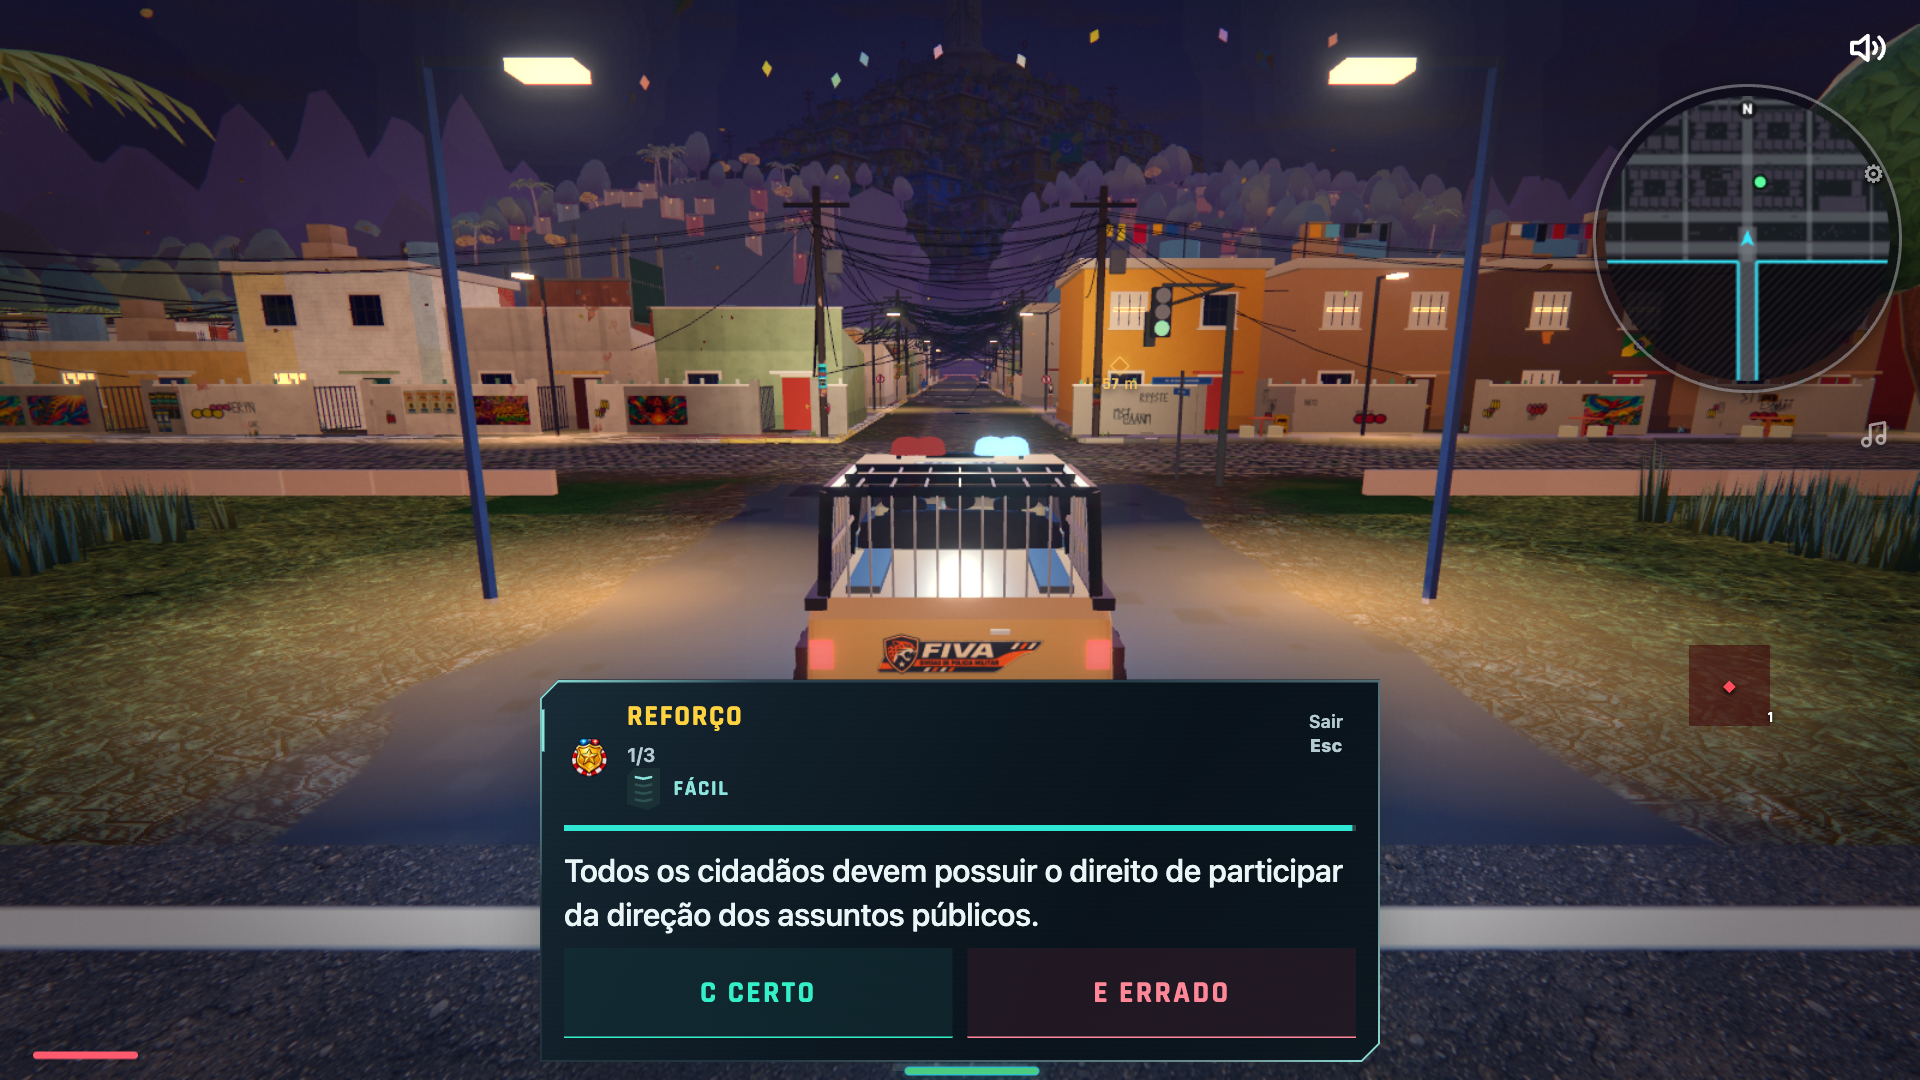 N
57 m
FIVA
REFORÇO
1/3
FÁCIL
Sair
Esc
1
Todos os cidadãos devem possuir o direito de participar
da direção dos assuntos públicos.
C CERTO
E ERRADO